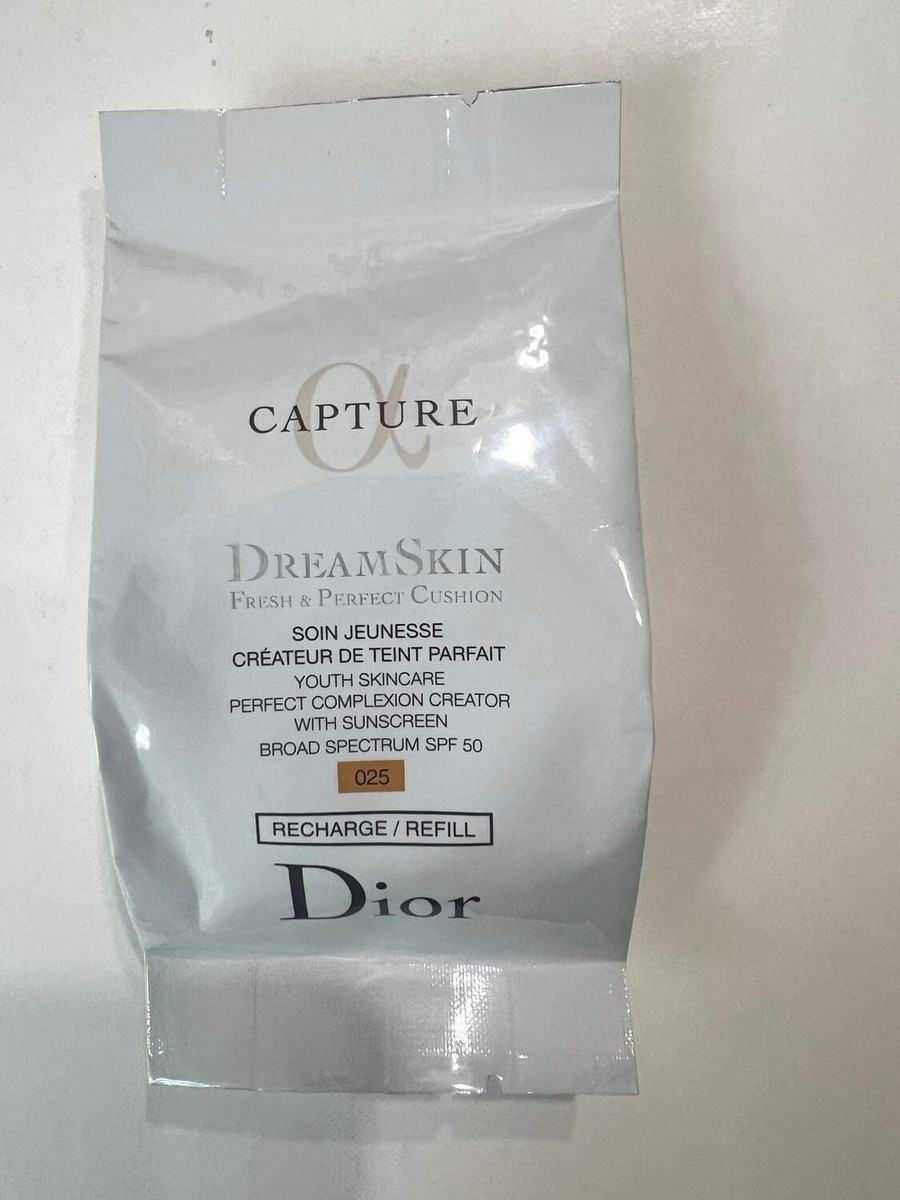 α
CAPTURE
DREAMSKIN
FRESH & PERFECT CUSHION
SOIN JEUNESSE
CRÉATEUR DE TEINT PARFAIT
YOUTH SKINCARE
PERFECT COMPLEXION CREATOR
WITH SUNSCREEN
BROAD SPECTRUM SPF 50
025
RECHARGE / REFILL
Dior